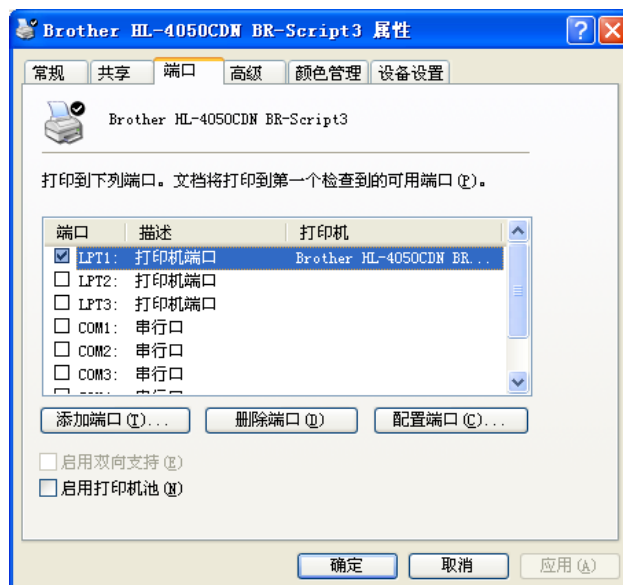 Brother HL-4050CDN BR-Script3 属性
常规 共享 端口 高级 颜色管理 设备设置
Brother HL-4050CDN BR-Script3
打印到下列端口。文档将打印到第一个检查到的可用端口(P)。
端口 描述 打印机
LPT1: 打印机端口 Brother HL-4050CDN BR...
LPT2: 打印机端口
LPT3: 打印机端口
COM1: 串行口
COM2: 串行口
COM3: 串行口
添加端口(T)... 删除端口(D) 配置端口(C)...
启用双向支持(E)
启用打印机池(N)
确定 取消 应用(A)